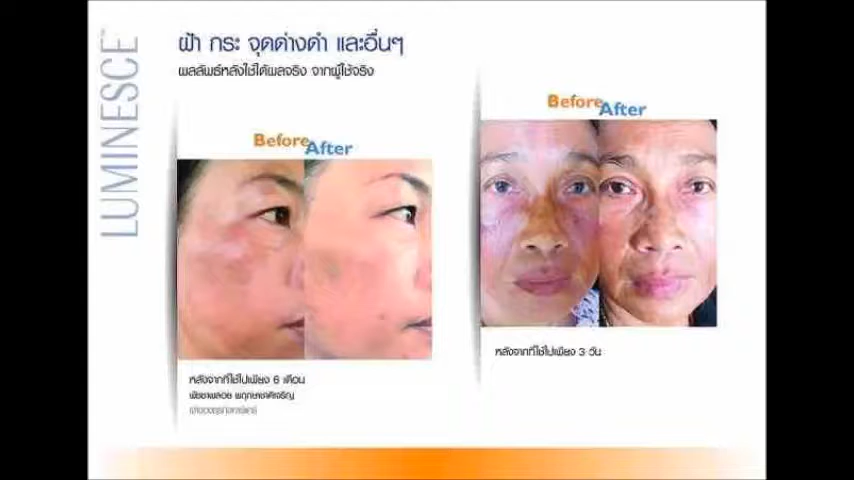 LUMINESCE™
ฝ้า กระ จุดด่างดำ และอื่นๆ
ผลลัพธ์หลังใช้ได้ผลจริง จากผู้ใช้จริง
Before After
Before After
หลังจากที่ใช้ไปเพียง 6 เดือน
หลังจากที่ใช้ไปเพียง 3 วัน